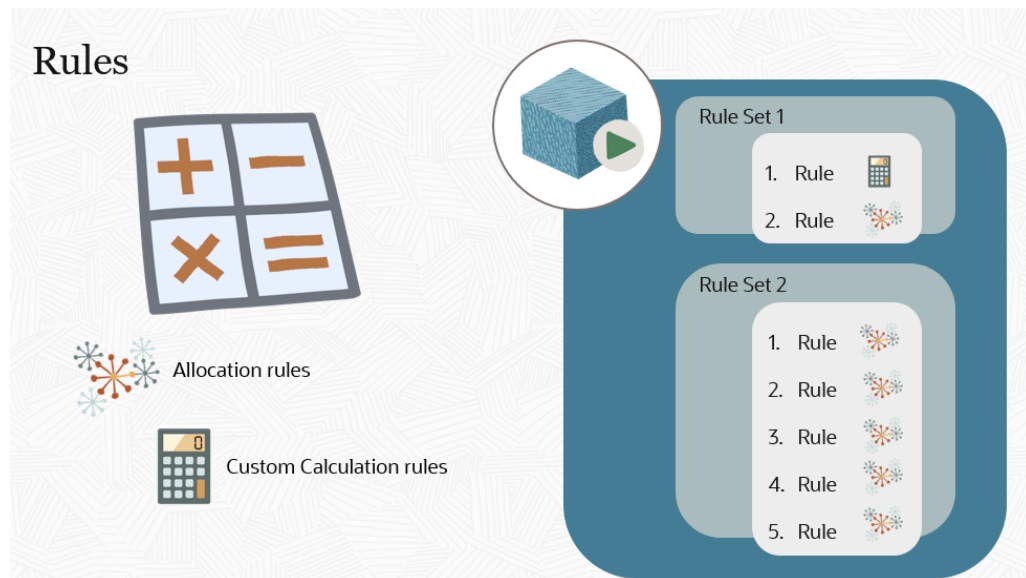 Rules
Allocation rules
0
Custom Calculation rules
Rule Set 1
1. Rule
2. Rule
Rule Set 2
1. Rule
2. Rule
3. Rule
4. Rule
5. Rule